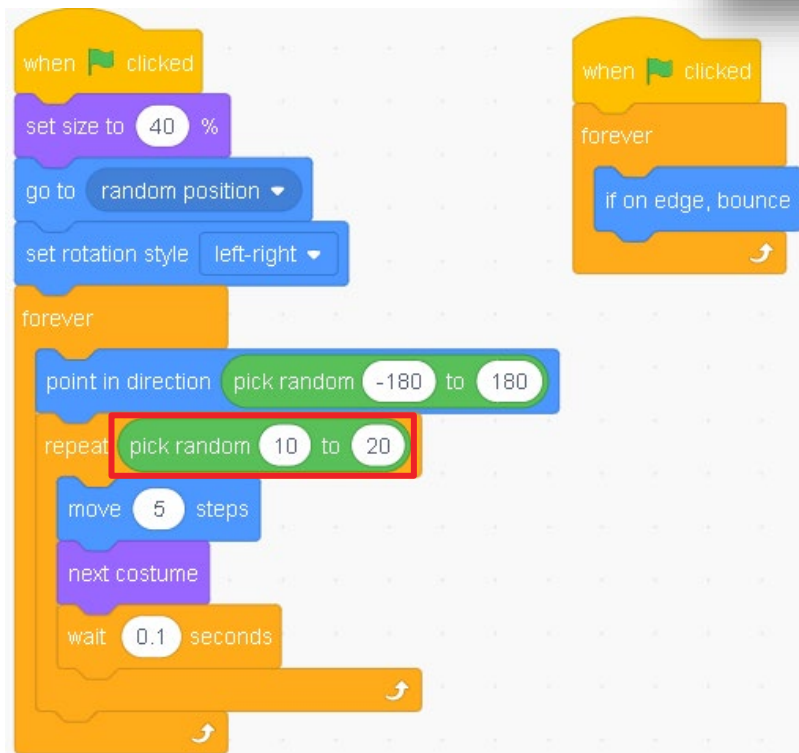 when clicked
set size to 40 %
go to random position
set rotation style left-right
forever
point in direction pick random -180 to 180
repeat pick random 10 to 20
move 5 steps
next costume
wait 0.1 seconds
when clicked
forever
if on edge, bounce